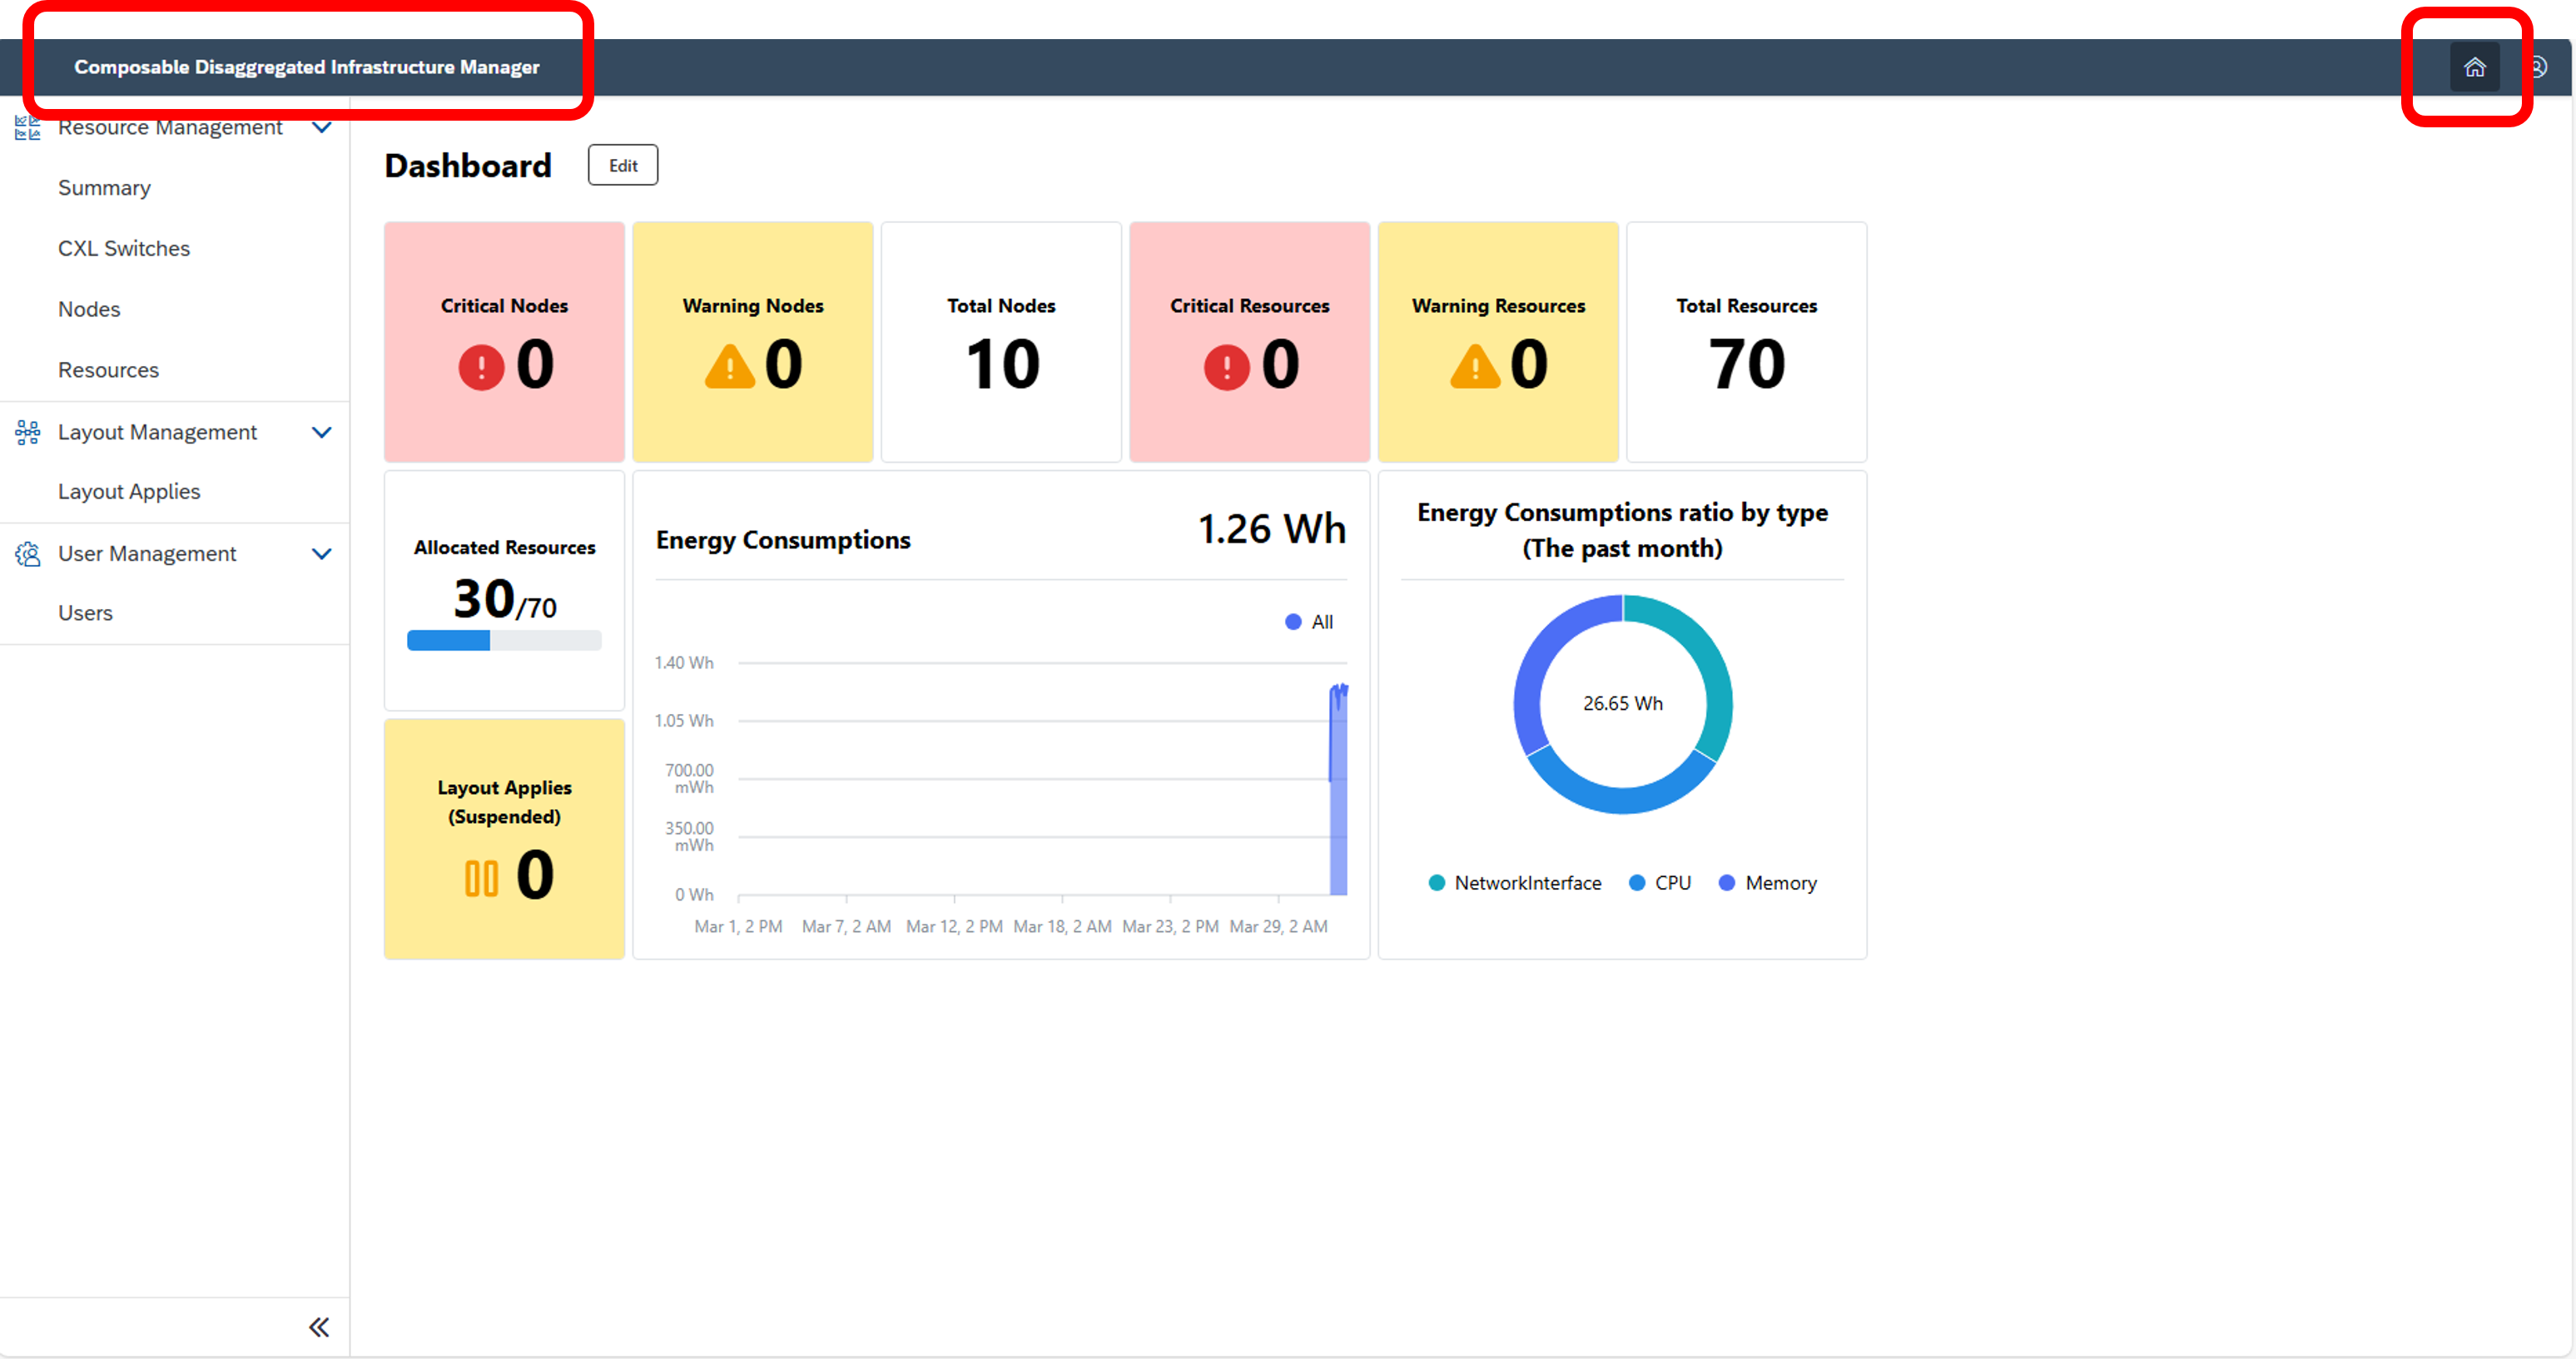 Composable Disaggregated Infrastructure Manager
Resource Management
Summary
CXL Switches
Nodes
Resources
Layout Management
Layout Applies
User Management
Users
Dashboard
Edit
Critical Nodes
0
Warning Nodes
0
Total Nodes
10
Critical Resources
0
Warning Resources
0
Total Resources
70
Allocated Resources
30/70
Layout Applies
(Suspended)
0
Energy Consumptions
1.26 Wh
All
1.40 Wh
1.05 Wh
700.00
mWh
350.00
mWh
0 Wh
Mar 1, 2 PM Mar 7, 2 AM Mar 12, 2 PM Mar 18, 2 AM Mar 23, 2 PM Mar 29, 2 AM
Energy Consumptions ratio by type
(The past month)
26.65 Wh
NetworkInterface CPU Memory